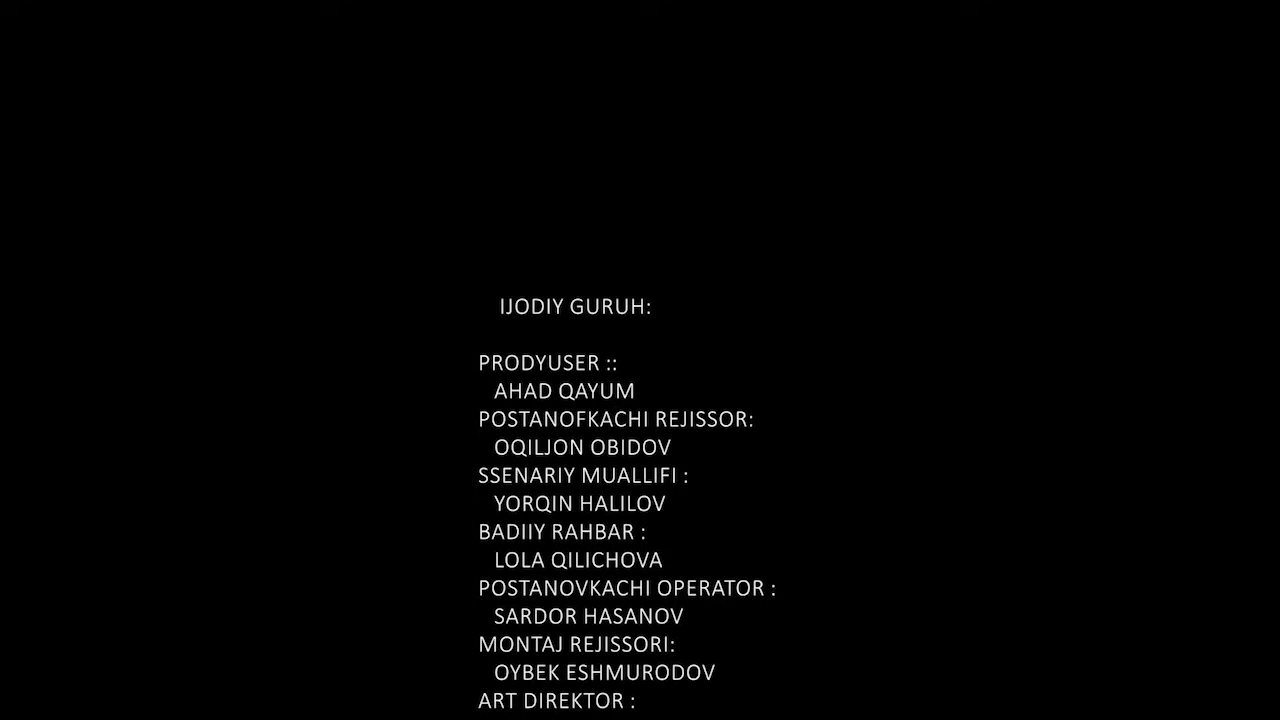 IJODIY GURUH:
PRODYUSER ::
AHAD QAYUM
POSTANOFKACHI REJISSOR:
OQILJON OBIDOV
SSENARIY MUALLIFI :
YORQIN HALILOV
BADIIY RAHBAR :
LOLA QILICHOVA
POSTANOVKACHI OPERATOR :
SARDOR HASANOV
MONTAJ REJISSORI:
OYBEK ESHMURODOV
ART DIREKTOR :